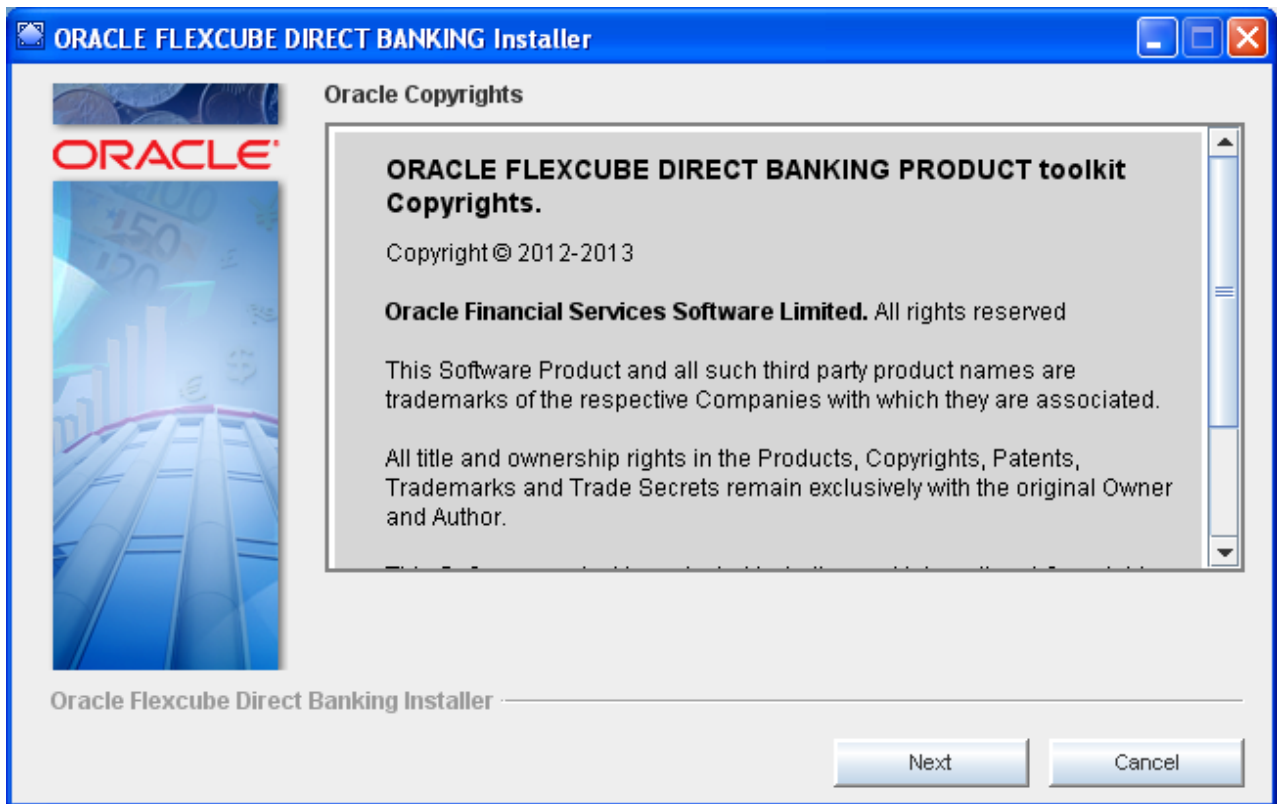 ORACLE FLEXCUBE DIRECT BANKING Installer
Oracle Copyrights
ORACLE
ORACLE FLEXCUBE DIRECT BANKING PRODUCT toolkit
Copyrights.
Copyright © 2012-2013
Oracle Financial Services Software Limited. All rights reserved
This Software Product and all such third party product names are
trademarks of the respective Companies with which they are associated.
All title and ownership rights in the Products, Copyrights, Patents,
Trademarks and Trade Secrets remain exclusively with the original Owner
and Author.
Oracle Flexcube Direct Banking Installer
Next
Cancel